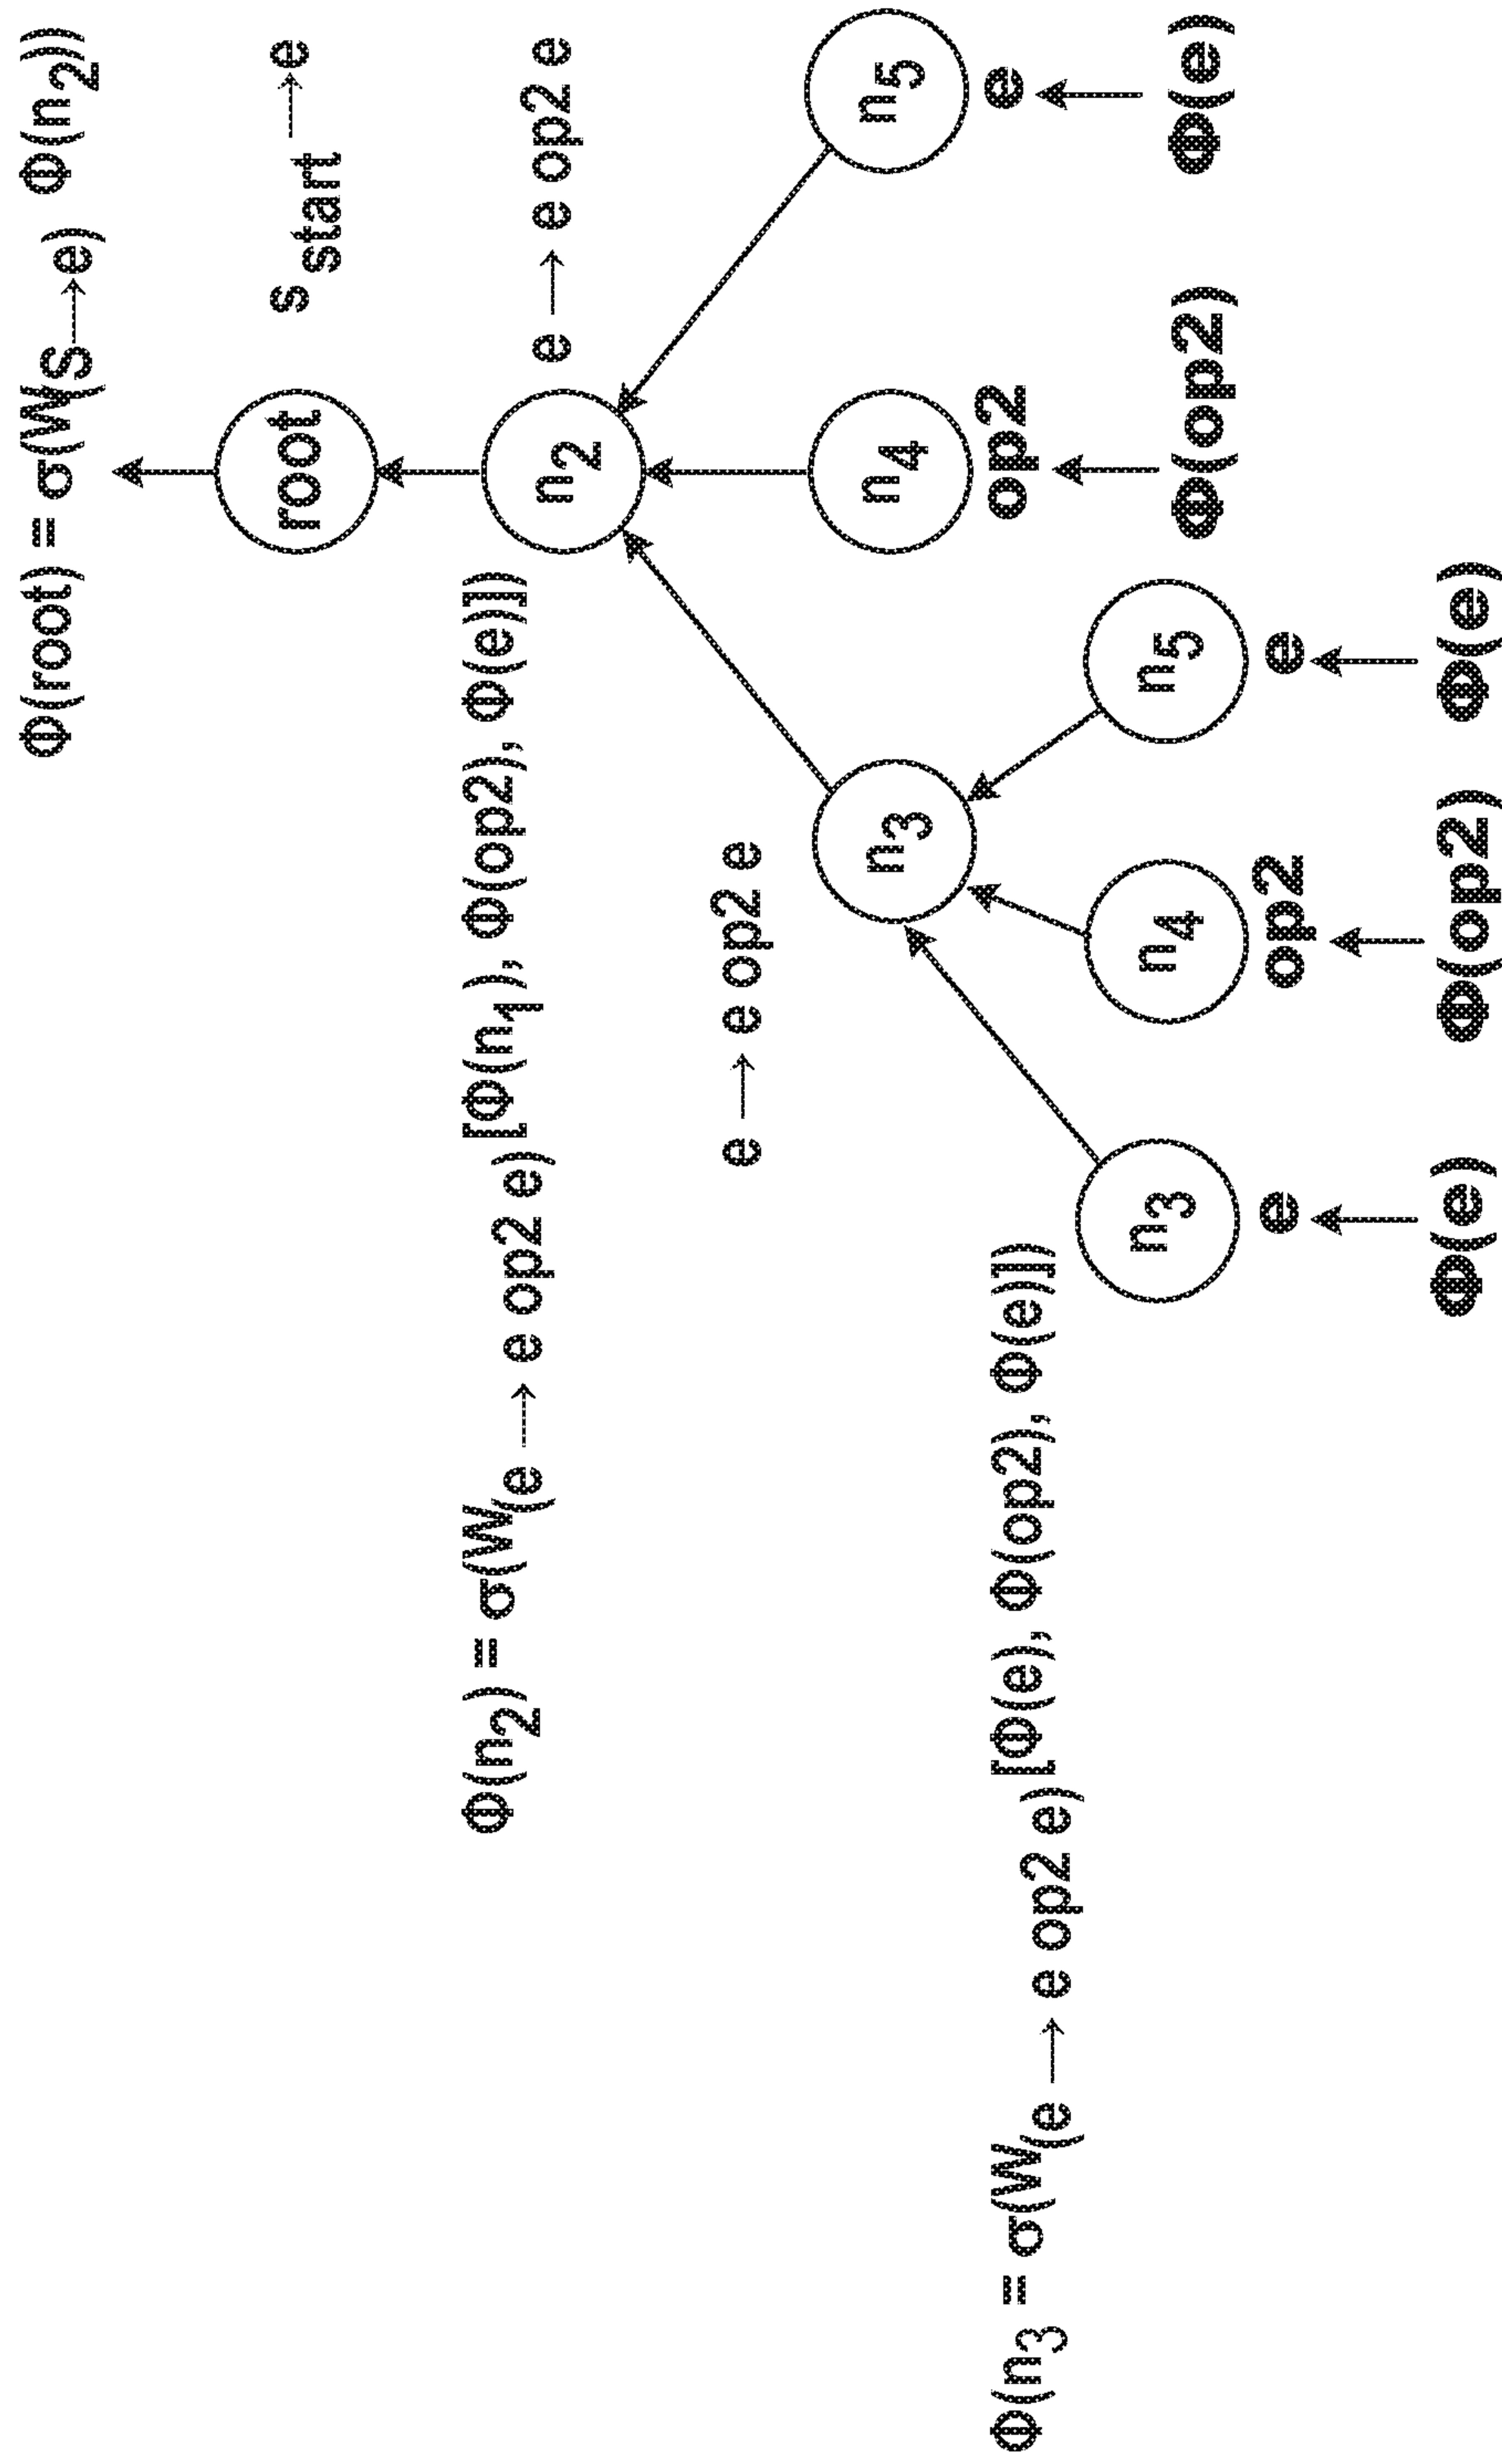 Φ(root) = σ(W(S→e) Φ(n2))
root
s start → e
Φ(n2) = σ(W(e → e op2 e)[Φ(n1), Φ(op2), Φ(e)])
n2
e → e op2 e
e → e op2 e
n3
n4
op2
Φ(op2)
n5
e
Φ(e)
Φ(n3 = σ(W(e → e op2 e)[Φ(e), Φ(op2), Φ(e)])
n3
e
Φ(e)
n4
op2
Φ(op2)
n5
e
Φ(e)